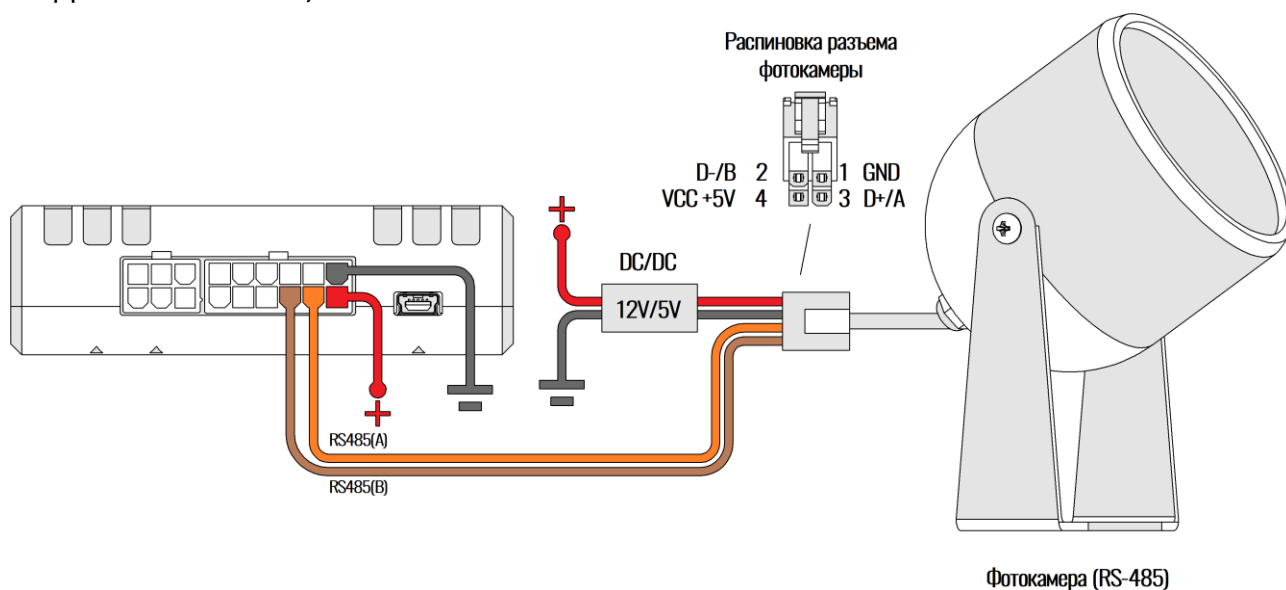 Распиновка разъема
фотокамеры
D-/B 2 1 GND
VCC +5V 4 3 D+/A
DC/DC
12V/5V
RS485(A)
RS485(B)
Фотокамера (RS-485)